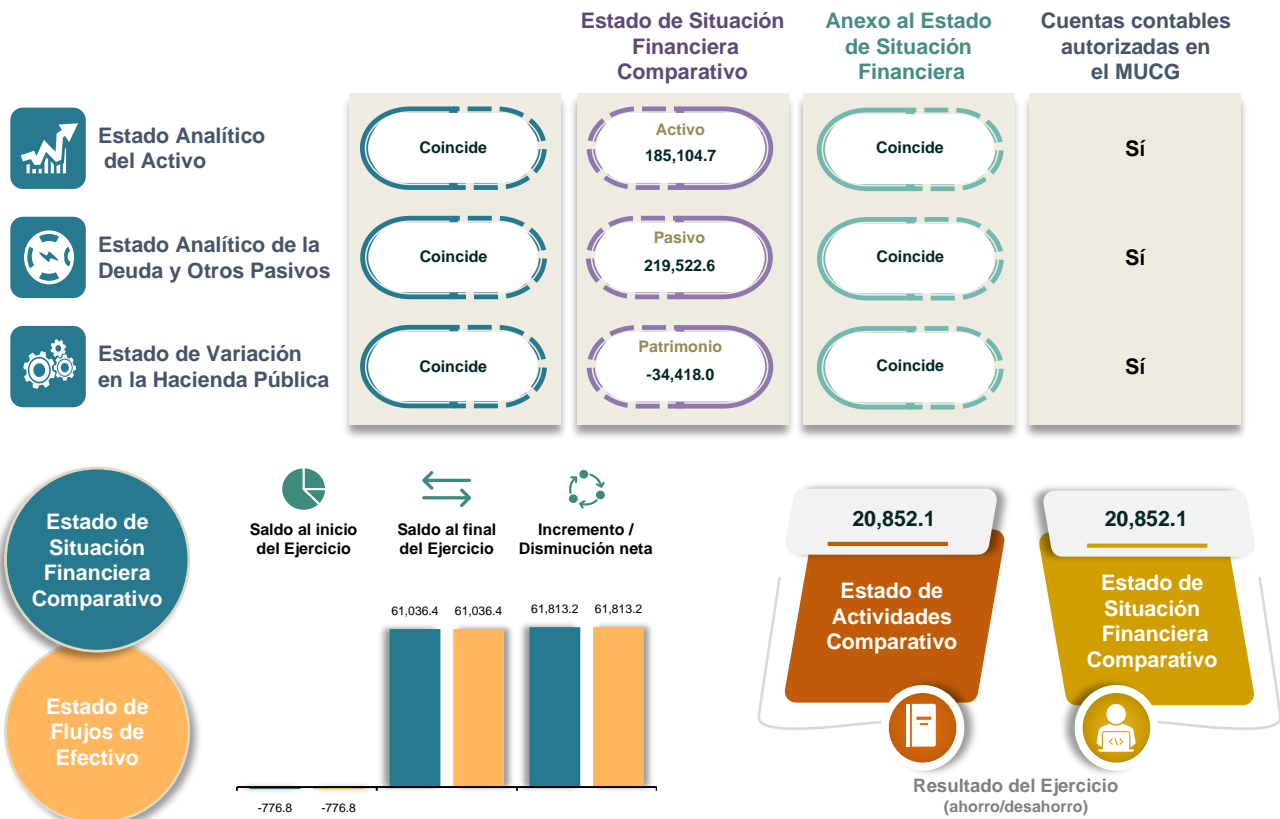 Estado de Situación
Financiera
Comparativo
Anexo al Estado
de Situación
Financiera
Cuentas contables
autorizadas en
el MUCG
Estado Analítico
del Activo
Coincide
Activo
185,104.7
Coincide
Sí
Estado Analítico de la
Deuda y Otros Pasivos
Coincide
Pasivo
219,522.6
Coincide
Sí
Estado de Variación
en la Hacienda Pública
Coincide
Patrimonio
-34,418.0
Coincide
Sí
Estado de
Situación
Financiera
Comparativo
Estado de
Flujos de
Efectivo
Saldo al inicio
del Ejercicio
Saldo al final
del Ejercicio
Incremento /
Disminución neta
-776.8
-776.8
61,036.4
61,036.4
61,813.2
61,813.2
20,852.1
Estado de
Actividades
Comparativo
20,852.1
Estado de
Situación
Financiera
Comparativo
Resultado del Ejercicio
(ahorro/desahorro)